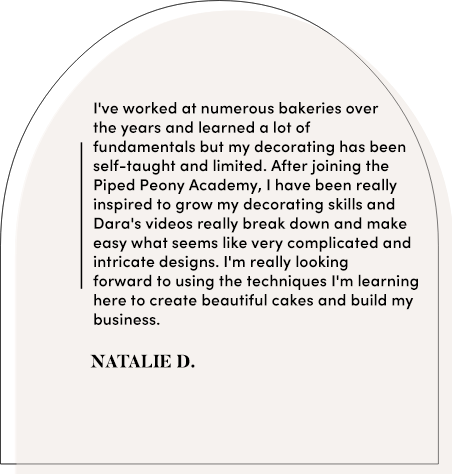 I've worked at numerous bakeries over
the years and learned a lot of
fundamentals but my decorating has been
self-taught and limited. After joining the
Piped Peony Academy, I have been really
inspired to grow my decorating skills and
Dara's videos really break down and make
easy what seems like very complicated and
intricate designs. I'm really looking
forward to using the techniques I'm learning
here to create beautiful cakes and build my
business.
NATALIE D.